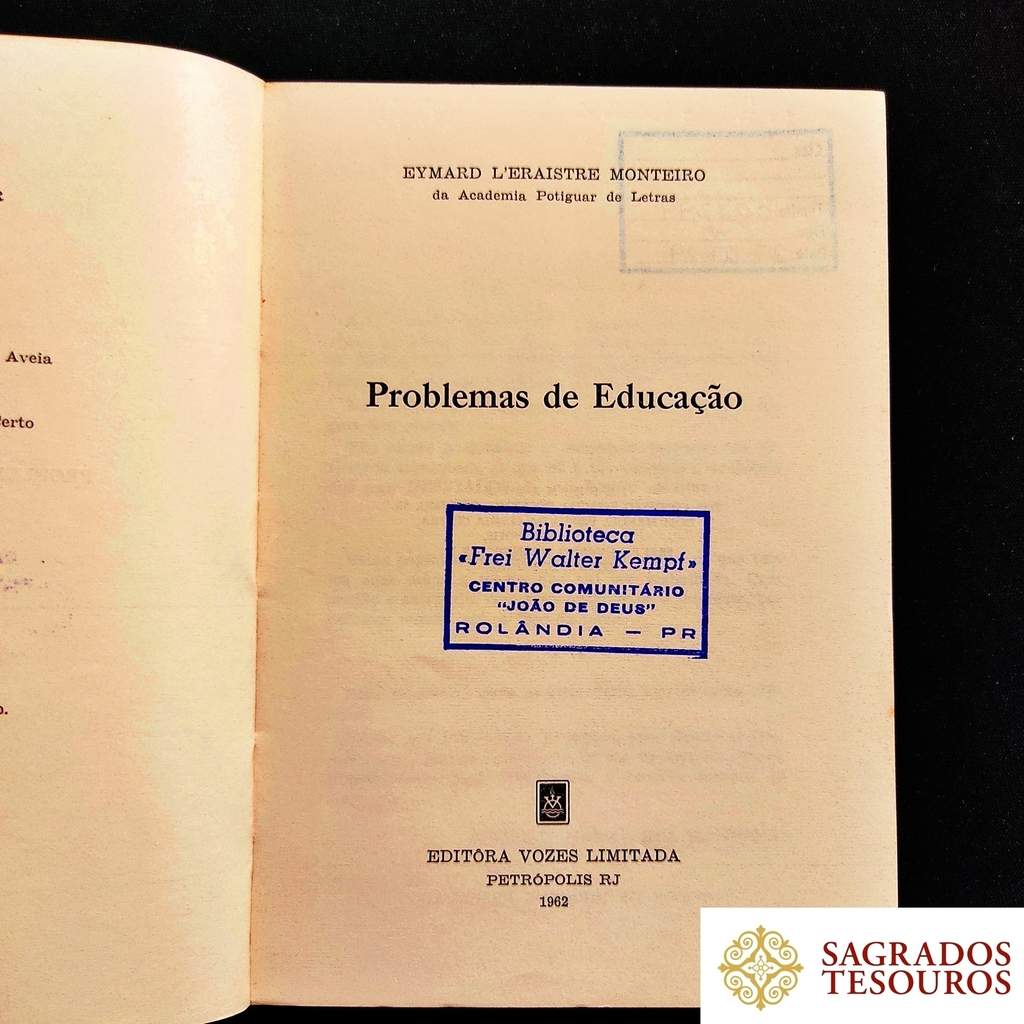 Aveia
EYMARD L'ERAISTRE MONTEIRO
da Academia Potiguar de Letras
Problemas de Educação
Biblioteca
«Frei Walter Kempf»
CENTRO COMUNITÁRIO
"JOÃO DE DEUS"
ROLÂNDIA — PR
EDITÔRA VOZES LIMITADA
PETRÓPOLIS RJ
1962
SAGRADOS
TESOUROS